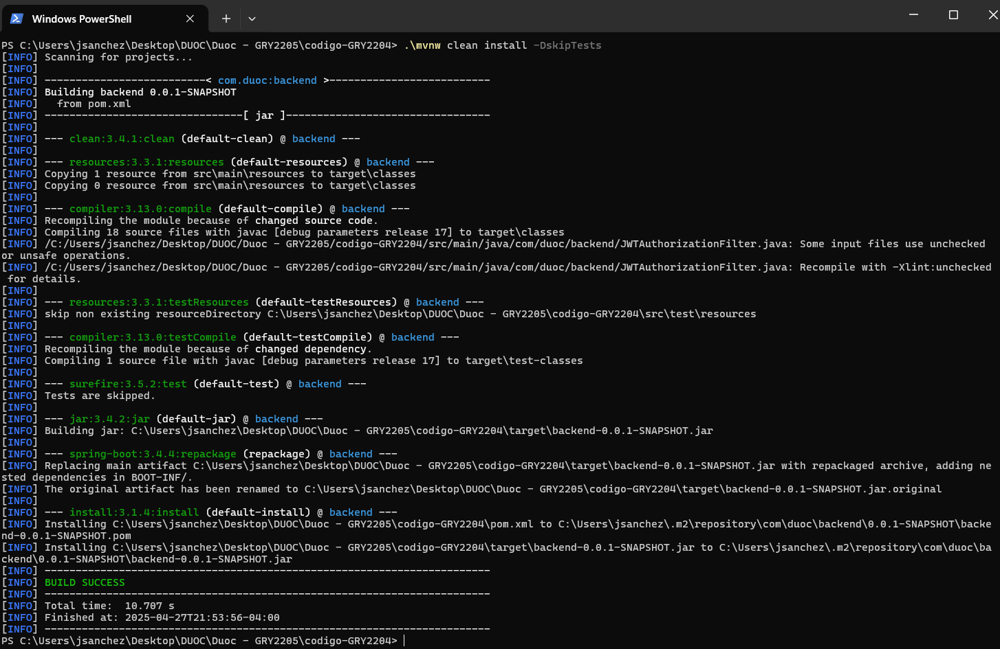 Windows PowerShell
PS C:\Users\jsanchez\Desktop\DUOC\Duoc - GRY2205\codigo-GRY2204> .\mvnw clean install -DskipTests
[INFO] Scanning for projects...
[INFO]
[INFO] --------------------------< com.duoc:backend >--------------------------
[INFO] Building backend 0.0.1-SNAPSHOT
[INFO]   from pom.xml
[INFO] --------------------------------[ jar ]---------------------------------
[INFO]
[INFO] --- clean:3.4.1:clean (default-clean) @ backend ---
[INFO]
[INFO] --- resources:3.3.1:resources (default-resources) @ backend ---
[INFO] Copying 1 resource from src\main\resources to target\classes
[INFO] Copying 0 resource from src\main\resources to target\classes
[INFO]
[INFO] --- compiler:3.13.0:compile (default-compile) @ backend ---
[INFO] Recompiling the module because of changed source code.
[INFO] Compiling 18 source files with javac [debug parameters release 17] to target\classes
[INFO] /C:/Users/jsanchez/Desktop/DUOC/Duoc - GRY2205/codigo-GRY2204/src/main/java/com/duoc/backend/JWTAuthorizationFilter.java: Some input files use unchecked
or unsafe operations.
[INFO] /C:/Users/jsanchez/Desktop/DUOC/Duoc - GRY2205/codigo-GRY2204/src/main/java/com/duoc/backend/JWTAuthorizationFilter.java: Recompile with -Xlint:unchecked
 for details.
[INFO]
[INFO] --- resources:3.3.1:testResources (default-testResources) @ backend ---
[INFO] skip non existing resourceDirectory C:\Users\jsanchez\Desktop\DUOC\Duoc - GRY2205\codigo-GRY2204\src\test\resources
[INFO]
[INFO] --- compiler:3.13.0:testCompile (default-testCompile) @ backend ---
[INFO] Recompiling the module because of changed dependency.
[INFO] Compiling 1 source file with javac [debug parameters release 17] to target\test-classes
[INFO]
[INFO] --- surefire:3.5.2:test (default-test) @ backend ---
[INFO] Tests are skipped.
[INFO]
[INFO] --- jar:3.4.2:jar (default-jar) @ backend ---
[INFO] Building jar: C:\Users\jsanchez\Desktop\DUOC\Duoc - GRY2205\codigo-GRY2204\target\backend-0.0.1-SNAPSHOT.jar
[INFO]
[INFO] --- spring-boot:3.4.4:repackage (repackage) @ backend ---
[INFO] Replacing main artifact C:\Users\jsanchez\Desktop\DUOC\Duoc - GRY2205\codigo-GRY2204\target\backend-0.0.1-SNAPSHOT.jar with repackaged archive, adding ne
sted dependencies in BOOT-INF/.
[INFO] The original artifact has been renamed to C:\Users\jsanchez\Desktop\DUOC\Duoc - GRY2205\codigo-GRY2204\target\backend-0.0.1-SNAPSHOT.jar.original
[INFO]
[INFO] --- install:3.1.4:install (default-install) @ backend ---
[INFO] Installing C:\Users\jsanchez\Desktop\DUOC\Duoc - GRY2205\codigo-GRY2204\pom.xml to C:\Users\jsanchez\.m2\repository\com\duoc\backend\0.0.1-SNAPSHOT\backe
nd-0.0.1-SNAPSHOT.pom
[INFO] Installing C:\Users\jsanchez\Desktop\DUOC\Duoc - GRY2205\codigo-GRY2204\target\backend-0.0.1-SNAPSHOT.jar to C:\Users\jsanchez\.m2\repository\com\duoc\ba
ckend\0.0.1-SNAPSHOT\backend-0.0.1-SNAPSHOT.jar
[INFO] ------------------------------------------------------------------------
[INFO] BUILD SUCCESS
[INFO] ------------------------------------------------------------------------
[INFO] Total time:  10.707 s
[INFO] Finished at: 2025-04-27T21:53:56-04:00
[INFO] ------------------------------------------------------------------------
PS C:\Users\jsanchez\Desktop\DUOC\Duoc - GRY2205\codigo-GRY2204>